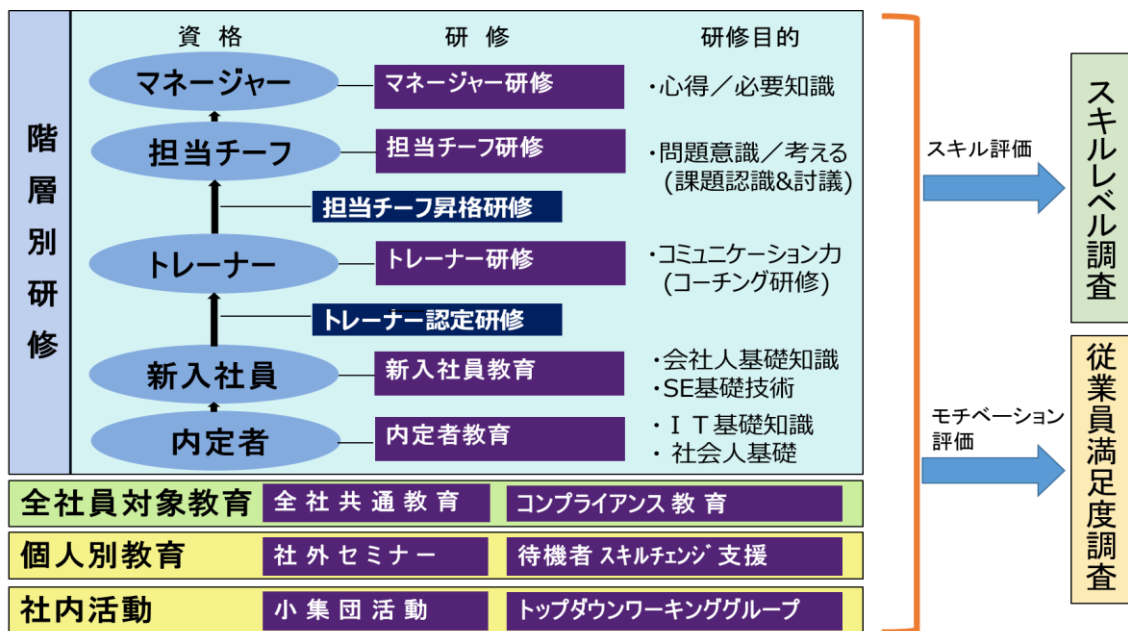 階層別研修
資格 研修 研修目的
マネージャー マネージャー研修 ・心得／必要知識
担当チーフ 担当チーフ研修 ・問題意識／考える
(課題認識&討議)
担当チーフ昇格研修
トレーナー トレーナー研修 ・コミュニケーション力
(コーチング研修)
トレーナー認定研修
新入社員 新入社員教育 ・会社人基礎知識
・SE基礎技術
内定者 内定者教育 ・ＩＴ基礎知識
・社会人基礎
全社員対象教育 全社共通教育 コンプライアンス教育
個人別教育 社外セミナー 待機者スキルチェンジ支援
社内活動 小集団活動 トップダウンワーキンググループ
スキル評価
スキルレベル調査
モチベーション
評価
従業員満足度調査